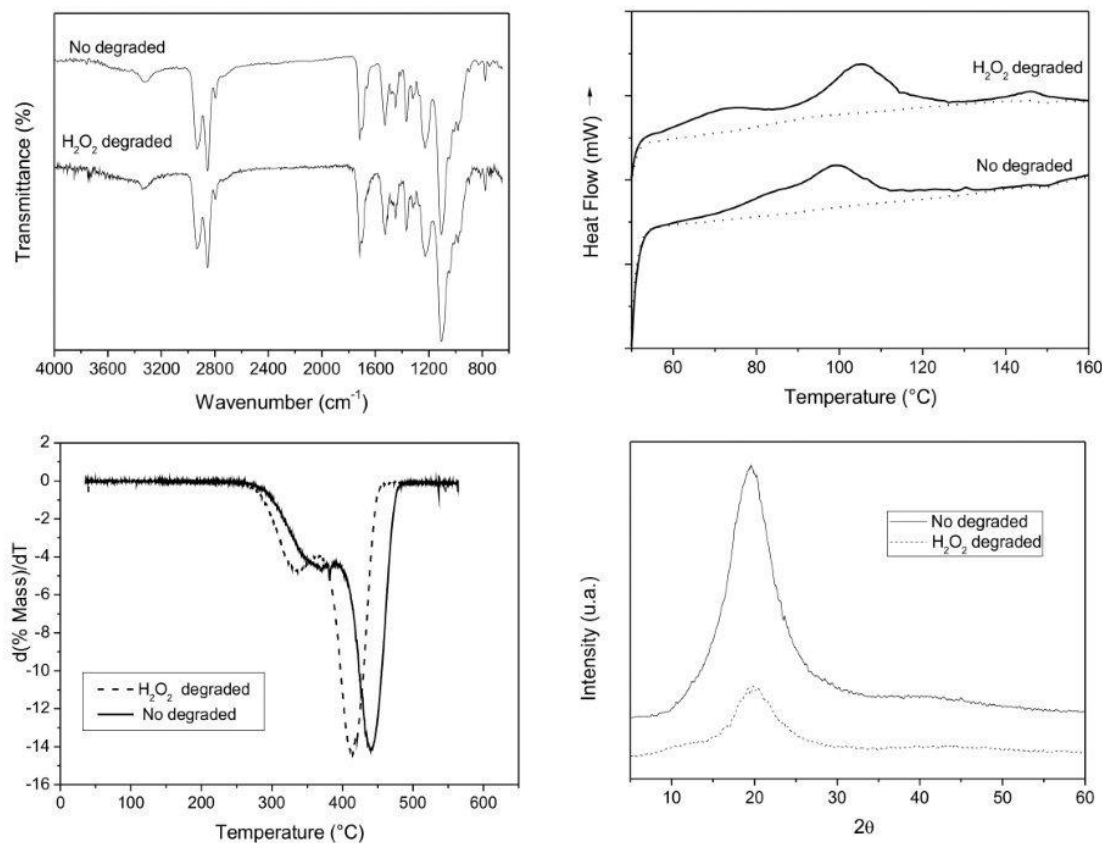 No degraded
H₂O₂ degraded
Transmittance (%)
4000 3600 3200 2800 2400 2000 1600 1200 800
Wavenumber (cm⁻¹)
H₂O₂ degraded
No degraded
Heat Flow (mW) →
60 80 100 120 140 160
Temperature (°C)
2
0
-2
-4
-6
-8
-10
-12
-14
-16
d(% Mass)/dT
H₂O₂ degraded
No degraded
0 100 200 300 400 500 600
Temperature (°C)
Intensity (u.a.)
No degraded
H₂O₂ degraded
10 20 30 40 50 60
2θ